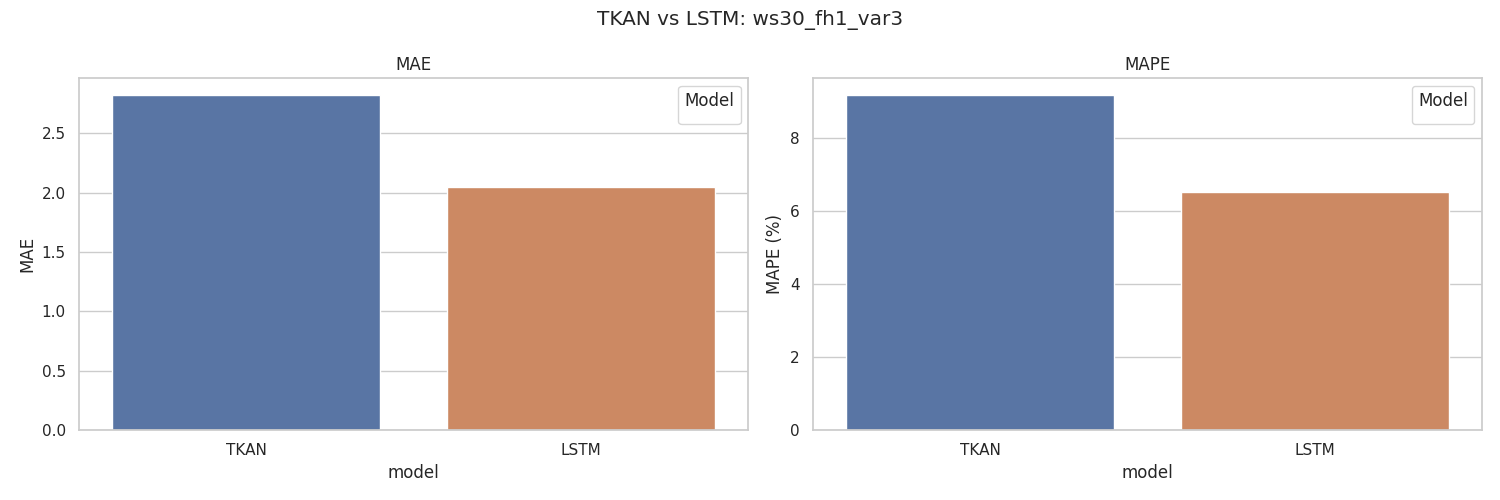 TKAN vs LSTM: ws30_fh1_var3
MAE
Model
2.5
2.0
1.5
1.0
0.5
0.0
MAE
TKAN
LSTM
model
MAPE
Model
8
6
4
2
0
MAPE (%)
TKAN
LSTM
model